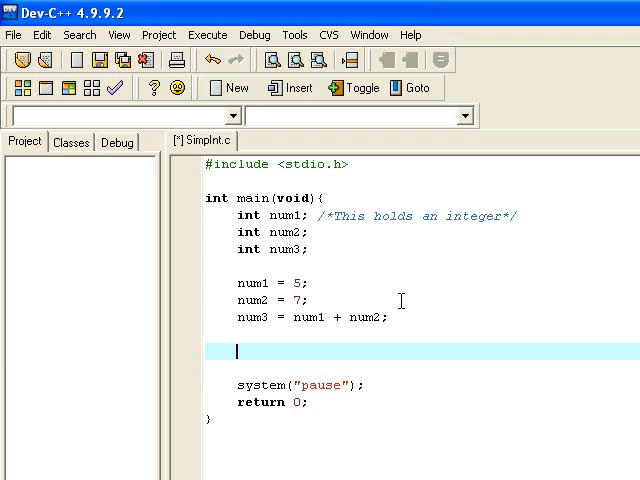 Dev-C++ 4.9.9.2
File Edit Search View Project Execute Debug Tools CVS Window Help
New Insert Toggle Goto
Project Classes Debug
[*] SimpInt.c
#include <stdio.h>
int main(void){
int num1; /*This holds an integer*/
int num2;
int num3;
num1 = 5;
num2 = 7;
num3 = num1 + num2;
system("pause");
return 0;
}